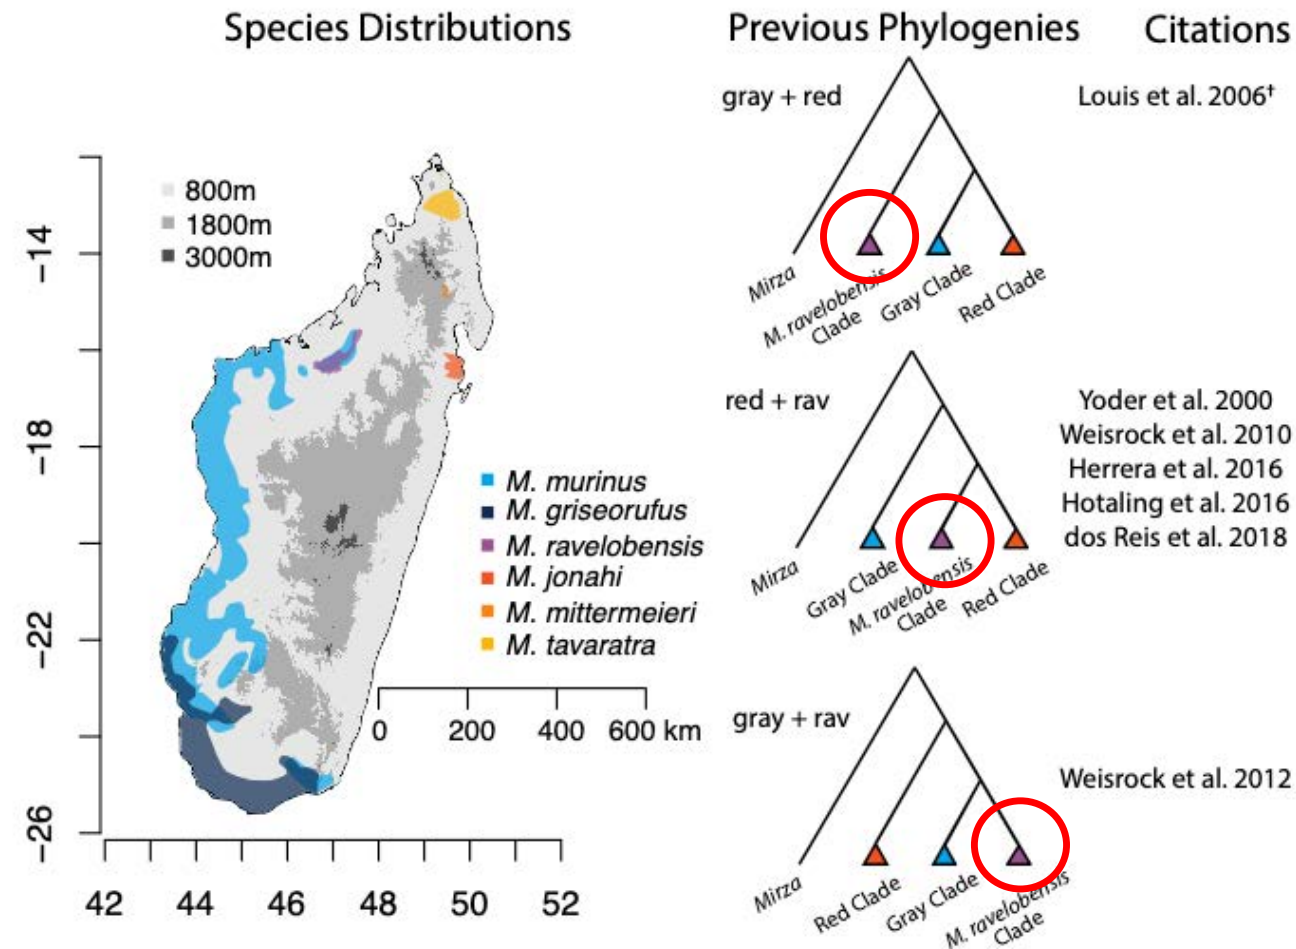 Species Distributions
Previous Phylogenies
Citations
gray + red
Louis et al. 2006†
800m
1800m
3000m
-14
-18
-22
-26
Mirza
M. ravelobensis
Clade
Gray Clade
Red Clade
red + rav
Yoder et al. 2000
Weisrock et al. 2010
Herrera et al. 2016
Hotaling et al. 2016
dos Reis et al. 2018
M. murinus
M. griseorufus
M. ravelobensis
M. jonahi
M. mittermeieri
M. tavaratra
Mirza
Gray Clade
M. ravelobensis
Clade
Red Clade
0 200 400 600 km
gray + rav
Weisrock et al. 2012
Mirza
Red Clade
Gray Clade
M. ravelobensis
Clade
42 44 46 48 50 52